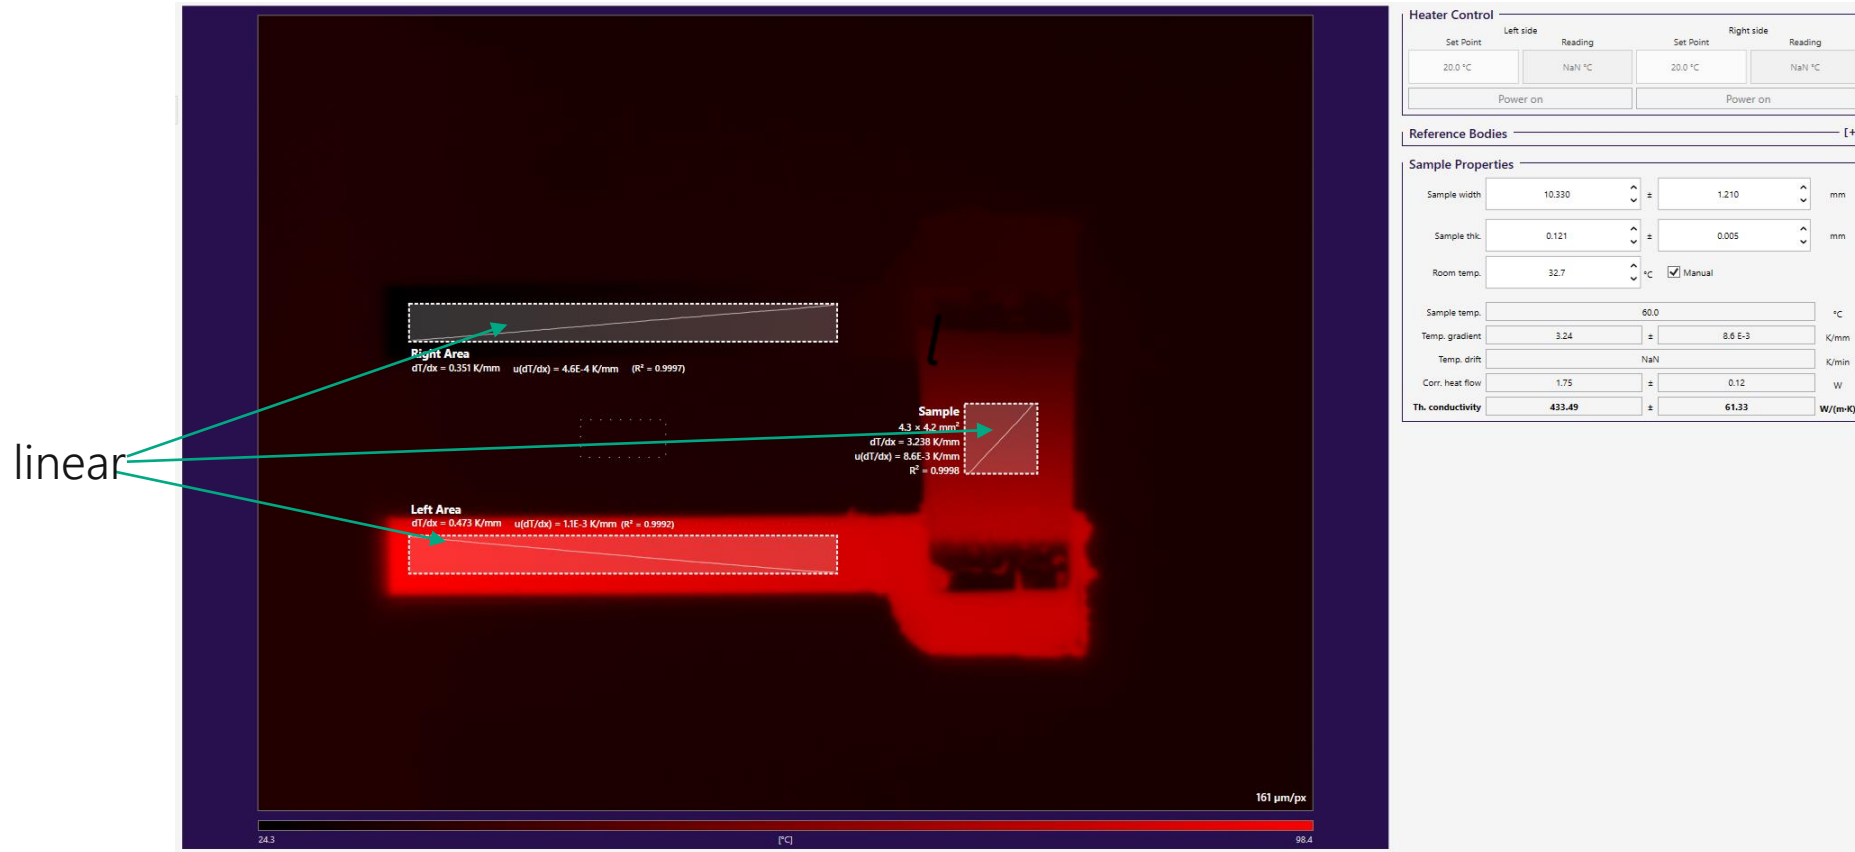 linear
Right Area
dT/dx = 0.351 K/mm u(dT/dx) = 4.6E-4 K/mm (R² = 0.9997)
Sample
4.3 × 4.2 mm²
dT/dx = 3.238 K/mm
u(dT/dx) = 8.6E-3 K/mm
R² = 0.9998
Left Area
dT/dx = 0.473 K/mm u(dT/dx) = 1.1E-3 K/mm (R² = 0.9992)
161 µm/px
24.3 [°C] 98.4
Heater Control
Left side Right side
Set Point Reading Set Point Reading
20.0 °C NaN °C 20.0 °C NaN °C
Power on Power on
Reference Bodies [+
Sample Properties
Sample width 10.330 ± 1.210 mm
Sample thk. 0.121 ± 0.005 mm
Room temp. 32.7 °C Manual
Sample temp. 60.0 °C
Temp. gradient 3.24 ± 8.6 E-3 K/mm
Temp. drift NaN K/min
Corr. heat flow 1.75 ± 0.12 W
Th. conductivity 433.49 ± 61.33 W/(m·K)